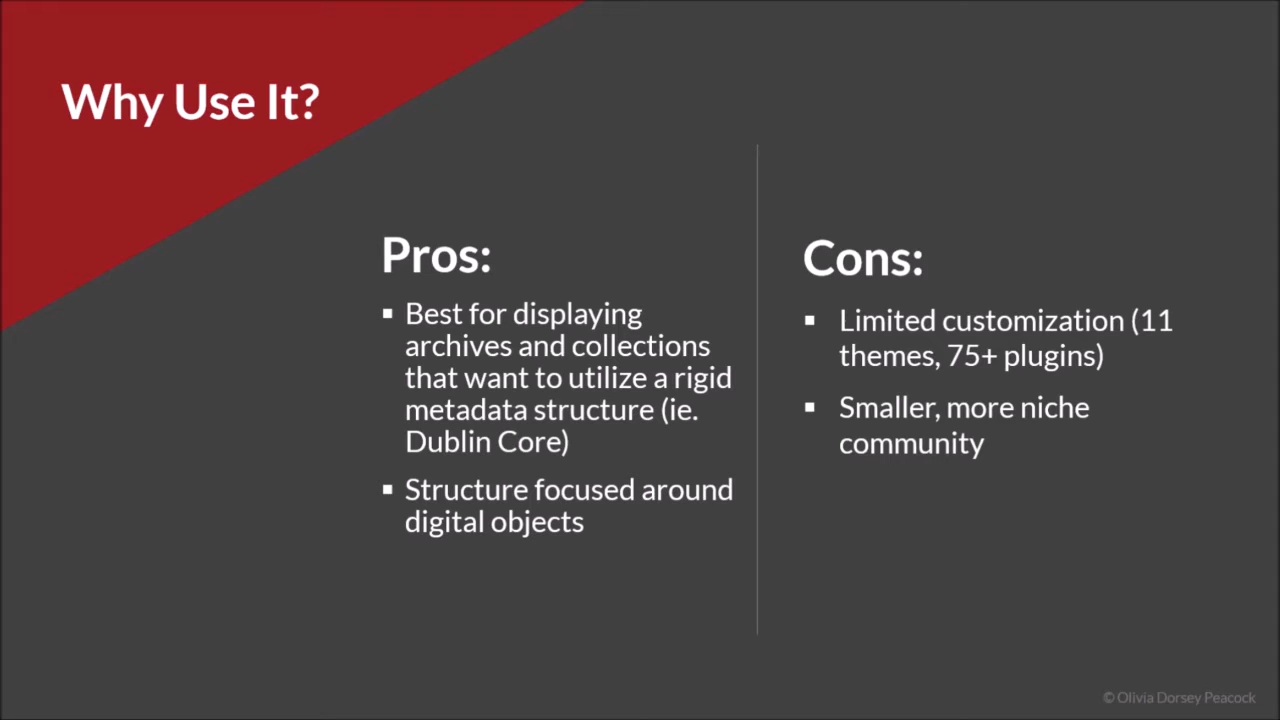 Why Use It?
Pros:
▪ Best for displaying
archives and collections
that want to utilize a rigid
metadata structure (ie.
Dublin Core)
▪ Structure focused around
digital objects
Cons:
▪ Limited customization (11
themes, 75+ plugins)
▪ Smaller, more niche
community
© Olivia Dorsey Peacock